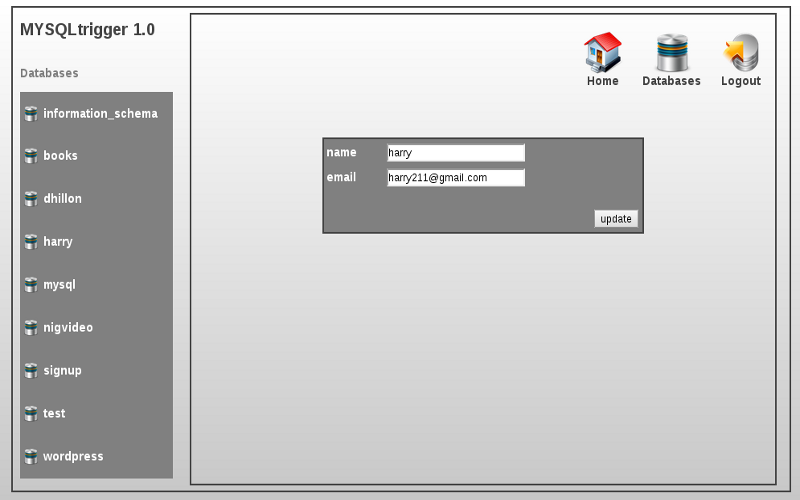 MYSQLtrigger 1.0
Databases
information_schema
books
dhillon
harry
mysql
nigvideo
signup
test
wordpress
Home Databases Logout
name harry
email harry211@gmail.com
update